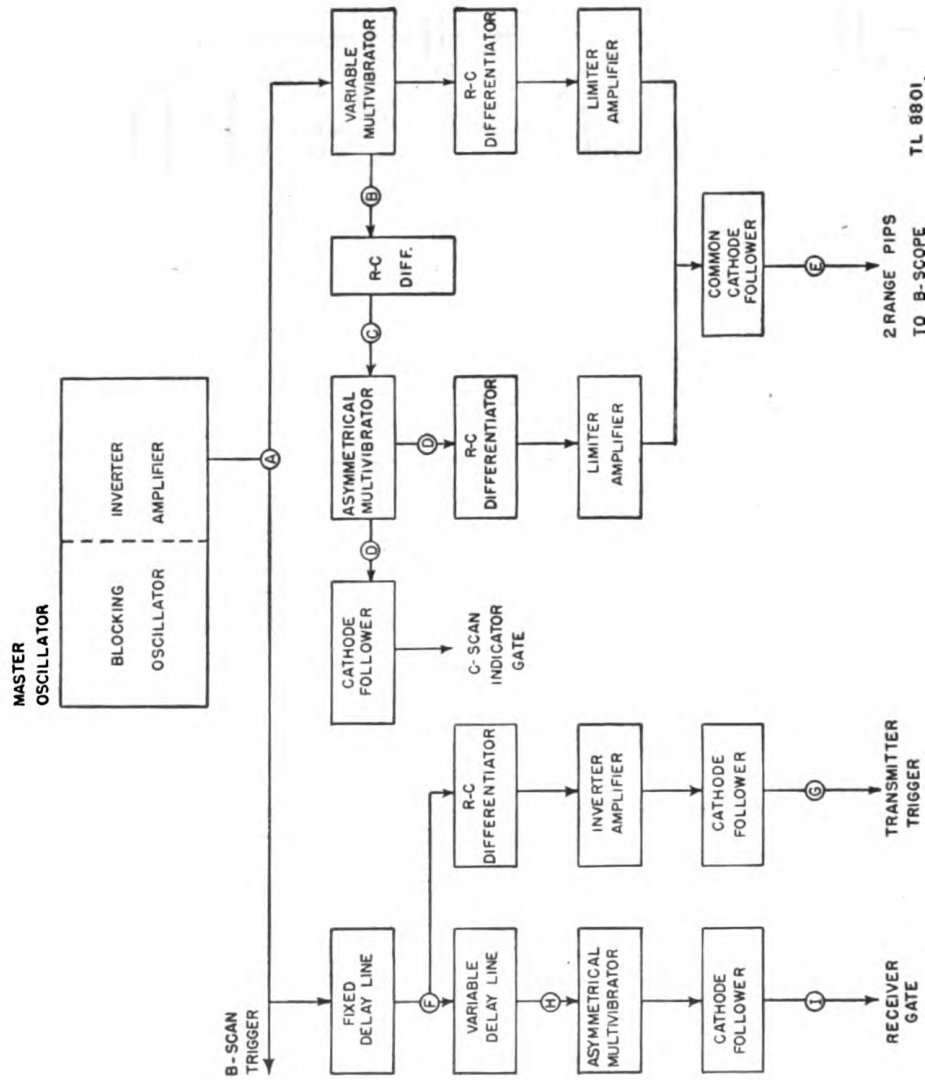 MASTER
OSCILLATOR
BLOCKING
OSCILLATOR
INVERTER
AMPLIFIER
A
B-SCAN
TRIGGER
FIXED
DELAY LINE
F
VARIABLE
DELAY LINE
H
ASYMMETRICAL
MULTIVIBRATOR
CATHODE
FOLLOWER
I
RECEIVER
GATE
R-C
DIFFERENTIATOR
INVERTER
AMPLIFIER
CATHODE
FOLLOWER
G
TRANSMITTER
TRIGGER
CATHODE
FOLLOWER
C-SCAN
INDICATOR
GATE
D
ASYMMETRICAL
MULTIVIBRATOR
D
R-C
DIFFERENTIATOR
LIMITER
AMPLIFIER
C
R-C
DIFF.
B
VARIABLE
MULTIVIBRATOR
R-C
DIFFERENTIATOR
LIMITER
AMPLIFIER
COMMON
CATHODE
FOLLOWER
E
2 RANGE PIPS
TO B-SCOPE
TL 8801